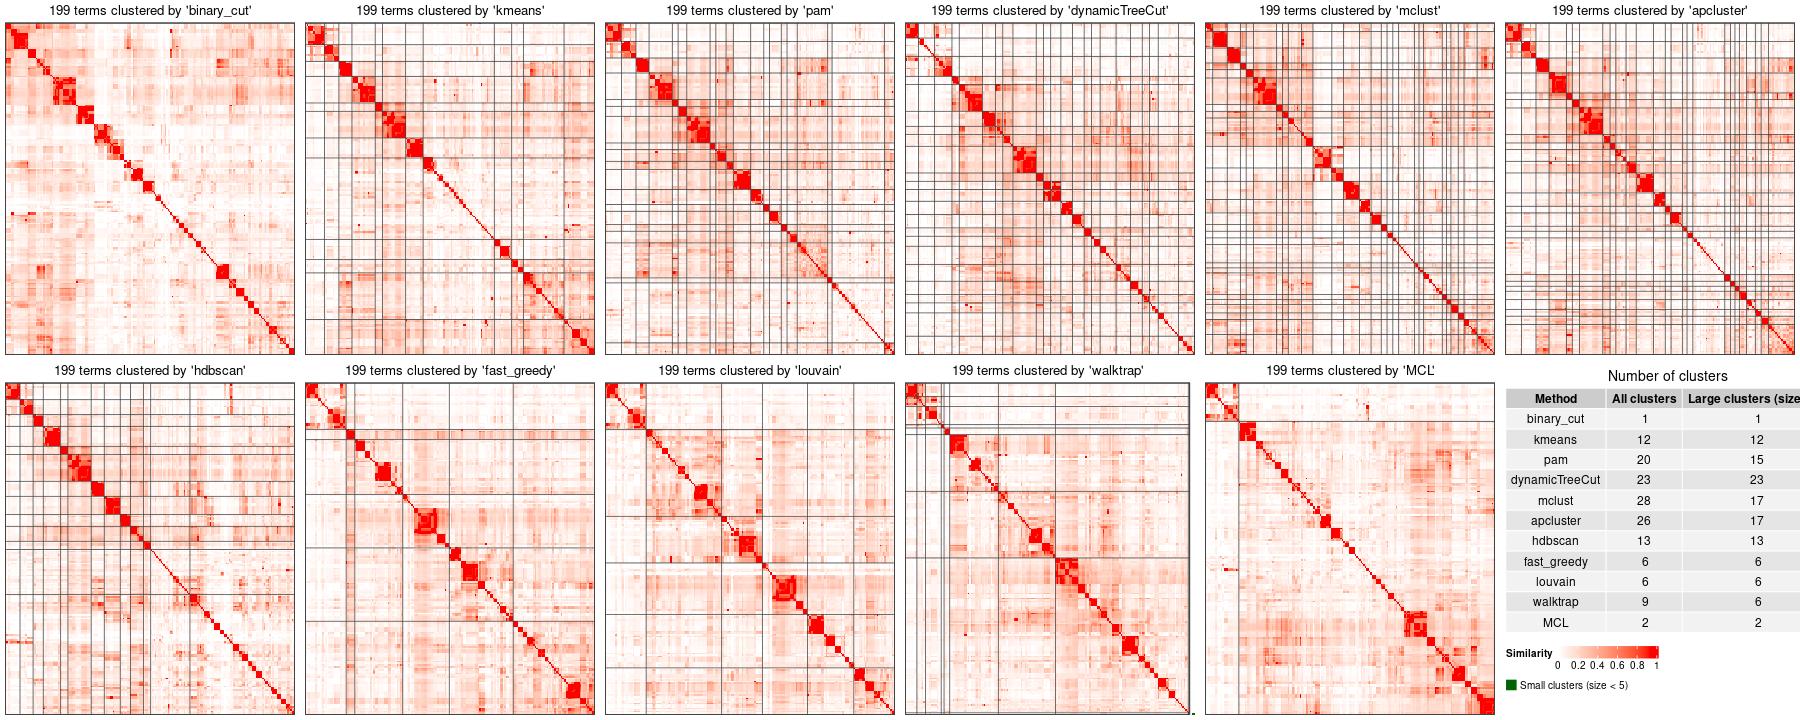 199 terms clustered by 'binary_cut'
199 terms clustered by 'kmeans'
199 terms clustered by 'pam'
199 terms clustered by 'dynamicTreeCut'
199 terms clustered by 'mclust'
199 terms clustered by 'apcluster'
199 terms clustered by 'hdbscan'
199 terms clustered by 'fast_greedy'
199 terms clustered by 'louvain'
199 terms clustered by 'walktrap'
199 terms clustered by 'MCL'
Number of clusters
Method All clusters Large clusters (size
binary_cut 1 1
kmeans 12 12
pam 20 15
dynamicTreeCut 23 23
mclust 28 17
apcluster 26 17
hdbscan 13 13
fast_greedy 6 6
louvain 6 6
walktrap 9 6
MCL 2 2
Similarity
0 0.2 0.4 0.6 0.8 1
Small clusters (size < 5)